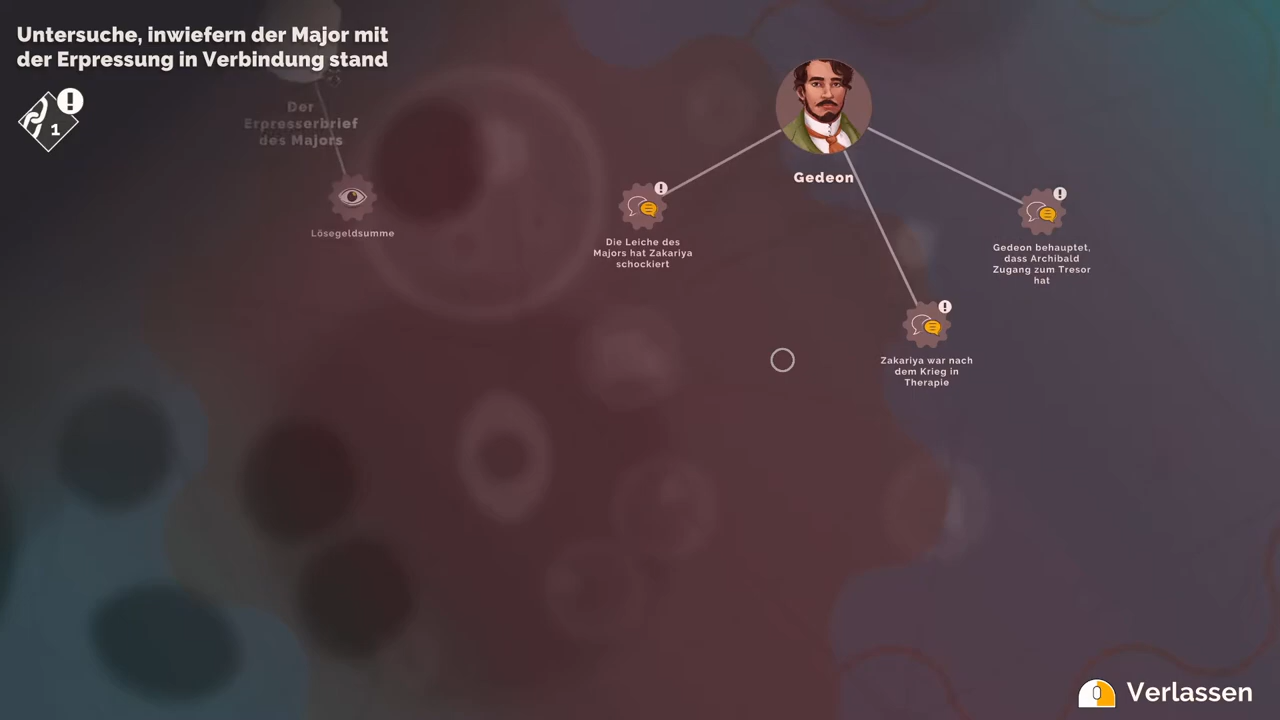 Untersuche, inwiefern der Major mit
der Erpressung in Verbindung stand
1
Der
Erpresserbrief
des Majors
Lösegeldsumme
Gedeon
Die Leiche des
Majors hat Zakariya
schockiert
Gedeon behauptet,
dass Archibald
Zugang zum Tresor
hat
Zakariya war nach
dem Krieg in
Therapie
Verlassen